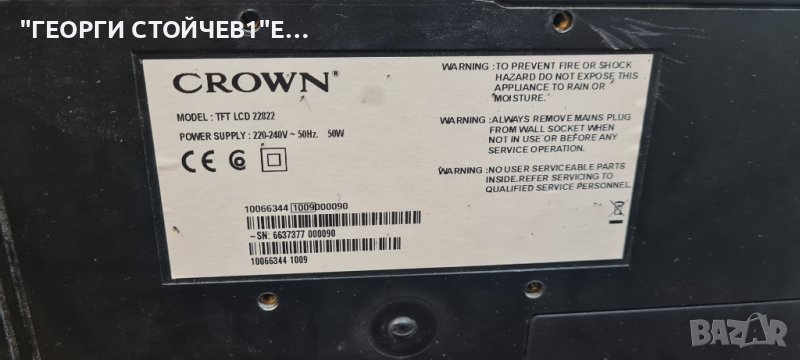 "ГЕОРГИ СТОЙЧЕВ1"Е...
CROWN®
MODEL : TFT LCD 22822
POWER SUPPLY : 220-240V ~ 50Hz. 50W
CE
10066344 1009000090
-SN: 6637377 000090
10066344 1009
WARNING :TO PREVENT FIRE OR SHOCK
HAZARD DO NOT EXPOSE THIS
APPLIANCE TO RAIN OR
MOISTURE.
WARNING :ALWAYS REMOVE MAINS PLUG
FROM WALL SOCKET WHEN
NOT IN USE OR BEFORE ANY
SERVICE OPERATION.
WARNING :NO USER SERVICEABLE PARTS
INSIDE.REFER SERVICING TO
QUALIFIED SERVICE PERSONNEL.
BAZAR